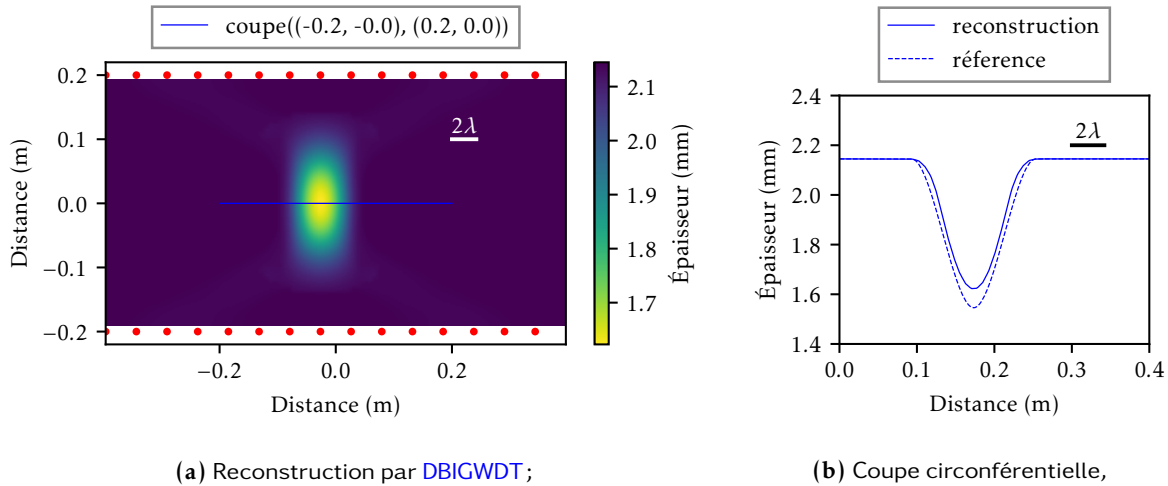 coupe((-0.2, -0.0), (0.2, 0.0))
0.2
0.1
0.0
−0.1
−0.2
Distance (m)
2λ
−0.2
0.0
0.2
Distance (m)
2.1
2.0
1.9
1.8
1.7
Épaisseur (mm)
(a) Reconstruction par DBIGWDT ;
reconstruction
réference
2.4
2.2
2.0
1.8
1.6
1.4
Épaisseur (mm)
2λ
0.0
0.1
0.2
0.3
0.4
Distance (m)
(b) Coupe circonférentielle,